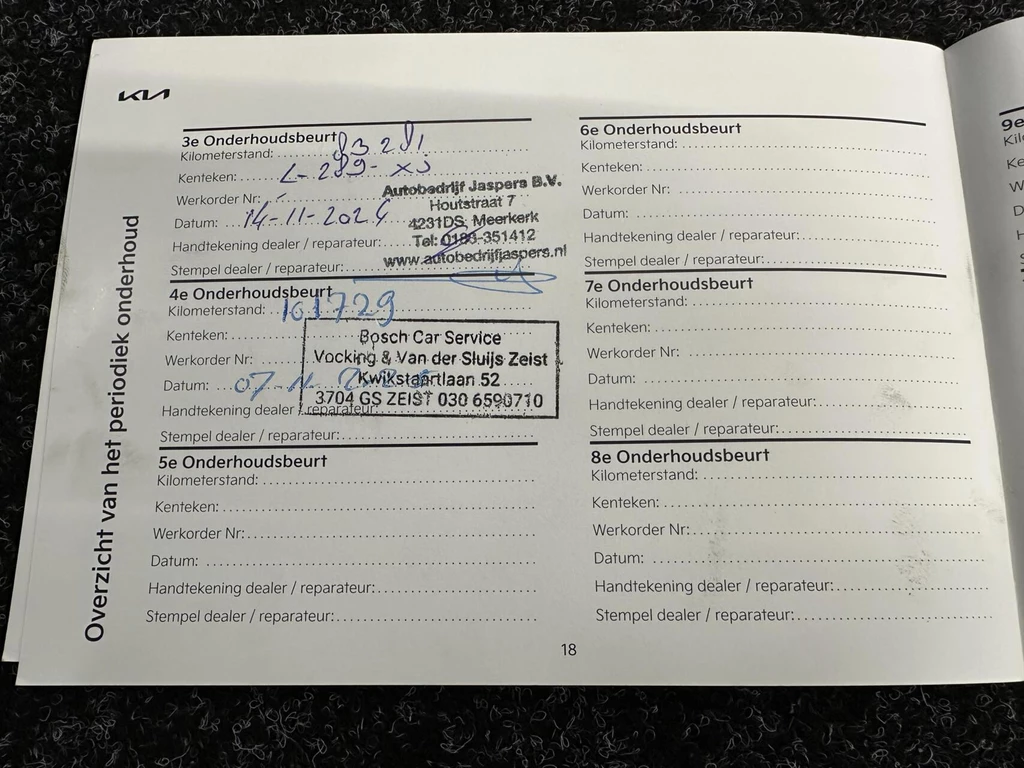 KIA
Overzicht van het periodiek onderhoud
3e Onderhoudsbeurt
Kilometerstand: 83281
Kenteken: L-289-XJ
Werkorder Nr:
Datum: 14-11-2024
Handtekening dealer / reparateur:
Stempel dealer / reparateur:
Autobedrijf Jaspers B.V.
Houtstraat 7
4231DS, Meerkerk
Tel: 0183-351412
www.autobedrijfjaspers.nl
4e Onderhoudsbeurt
Kilometerstand: 101729
Kenteken:
Werkorder Nr:
Datum: 07-11-2025
Handtekening dealer / reparateur:
Stempel dealer / reparateur:
Bosch Car Service
Vocking & Van der Sluijs Zeist
Kwikstaartlaan 52
3704 GS ZEIST 030 6590710
5e Onderhoudsbeurt
Kilometerstand:
Kenteken:
Werkorder Nr:
Datum:
Handtekening dealer / reparateur:
Stempel dealer / reparateur:
6e Onderhoudsbeurt
Kilometerstand:
Kenteken:
Werkorder Nr:
Datum:
Handtekening dealer / reparateur:
Stempel dealer / reparateur:
7e Onderhoudsbeurt
Kilometerstand:
Kenteken:
Werkorder Nr:
Datum:
Handtekening dealer / reparateur:
Stempel dealer / reparateur:
8e Onderhoudsbeurt
Kilometerstand:
Kenteken:
Werkorder Nr:
Datum:
Handtekening dealer / reparateur:
Stempel dealer / reparateur:
18
9e